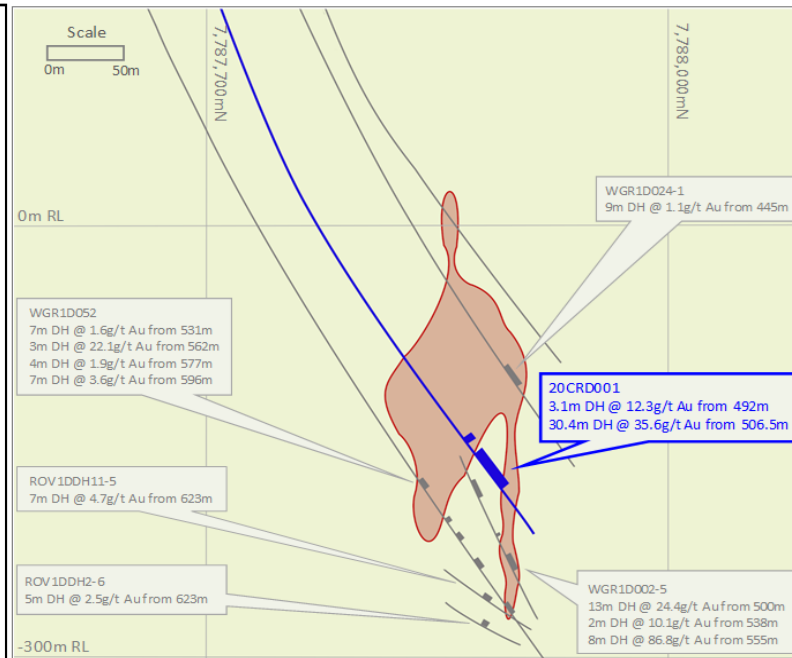 Scale
0m 50m
7,787,700mN
7,788,000mN
WGR1D024-1
9m DH @ 1.1g/t Au from 445m
0m RL
WGR1D052
7m DH @ 1.6g/t Au from 531m
3m DH @ 22.1g/t Au from 562m
4m DH @ 1.9g/t Au from 577m
7m DH @ 3.6g/t Au from 596m
20CRD001
3.1m DH @ 12.3g/t Au from 492m
30.4m DH @ 35.6g/t Au from 506.5m
ROV1DDH11-5
7m DH @ 4.7g/t Au from 623m
ROV1DDH2-6
5m DH @ 2.5g/t Au from 623m
WGR1D002-5
13m DH @ 24.4g/t Au from 500m
2m DH @ 10.1g/t Au from 538m
8m DH @ 86.8g/t Au from 555m
-300m RL